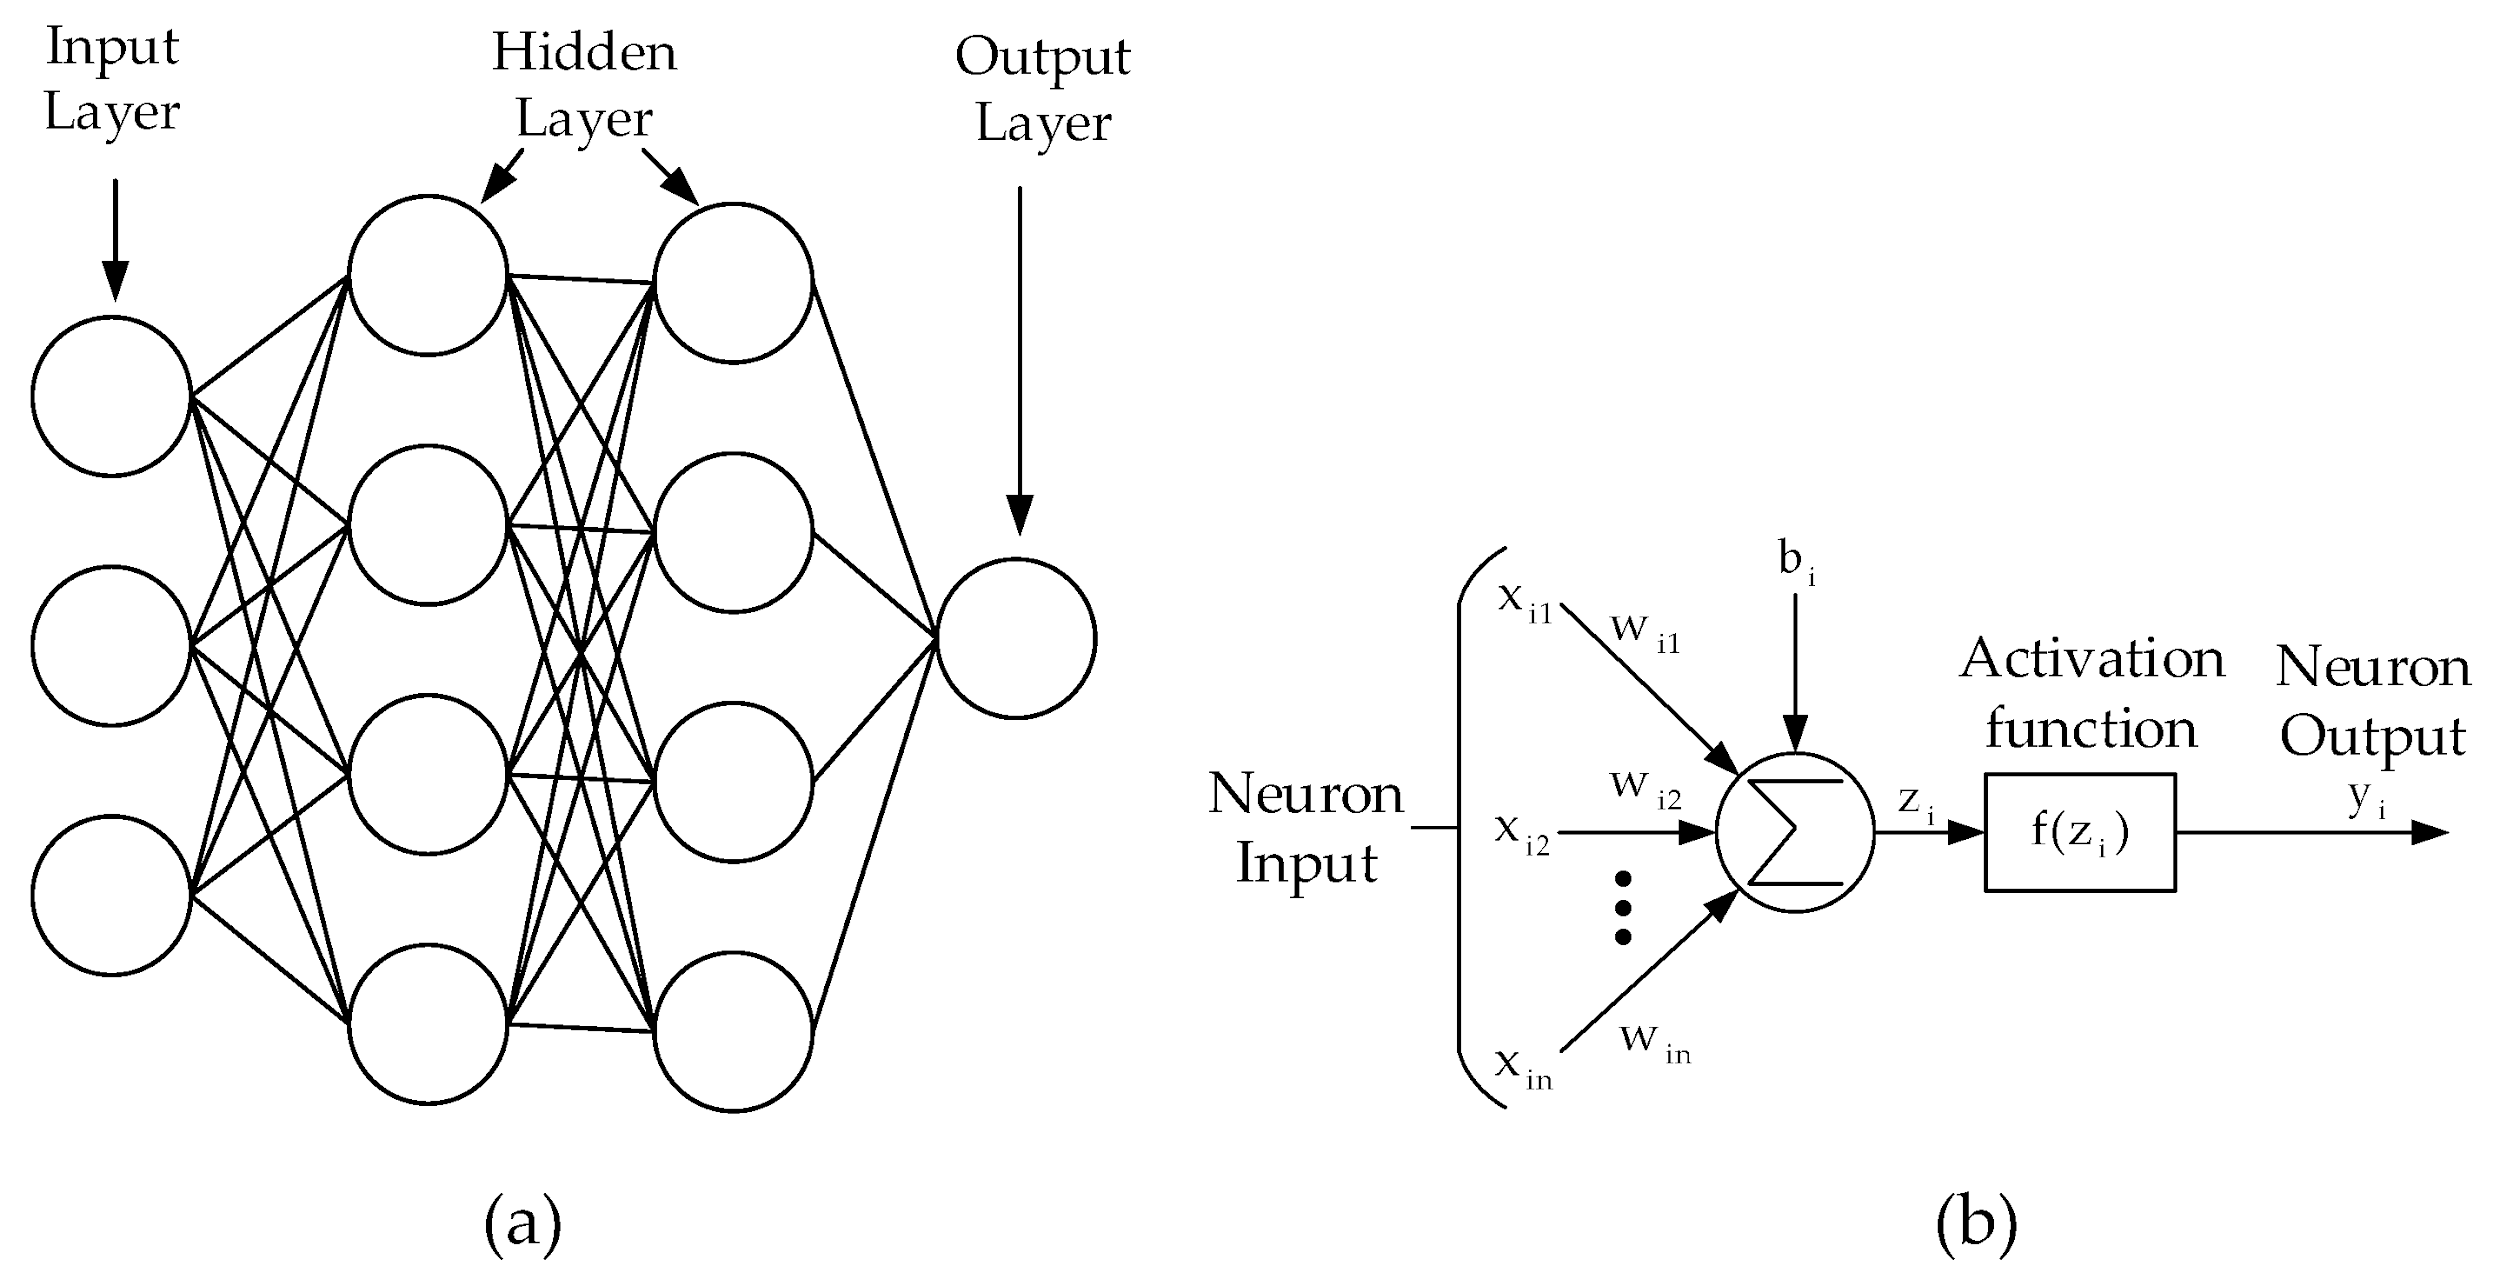 Input
Layer
Hidden
Layer
Output
Layer
(a)
Neuron
Input
x i1
w i1
x i2
w i2
x in
w in
b i
Σ
z i
Activation
function
f(z i)
Neuron
Output
y i
(b)